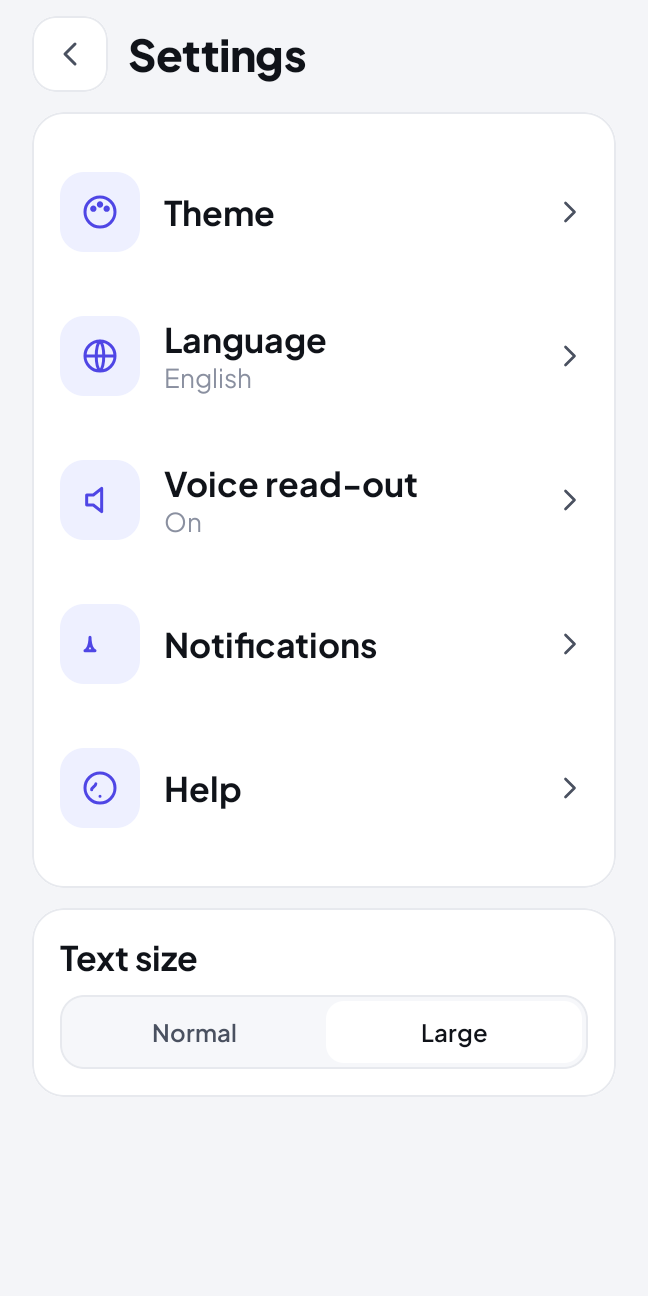 Settings
Theme
Language
English
Voice read-out
On
Notifications
Help
Text size
Normal
Large